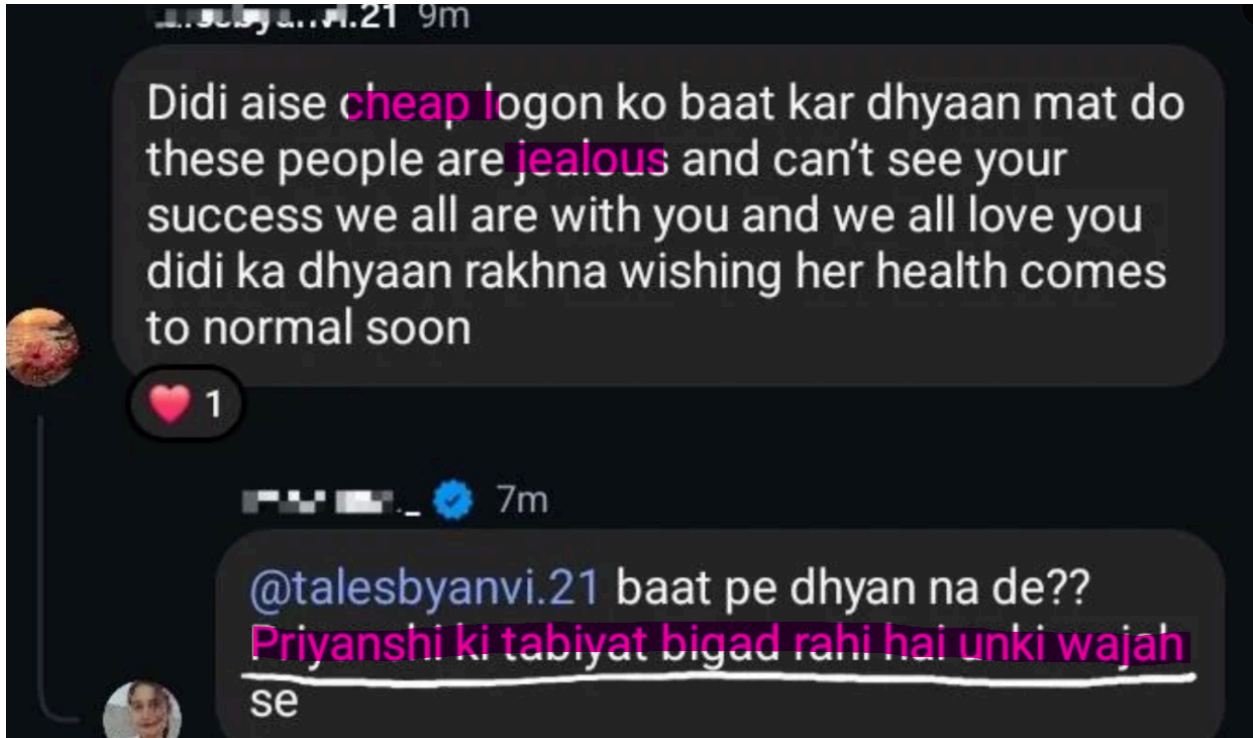 9m
Didi aise cheap logon ko baat kar dhyaan mat do
these people are jealous and can't see your
success we all are with you and we all love you
didi ka dhyaan rakhna wishing her health comes
to normal soon
1
7m
@talesbyanvi.21 baat pe dhyan na de??
Priyanshi ki tabiyat bigad rahi hai unki wajah
se